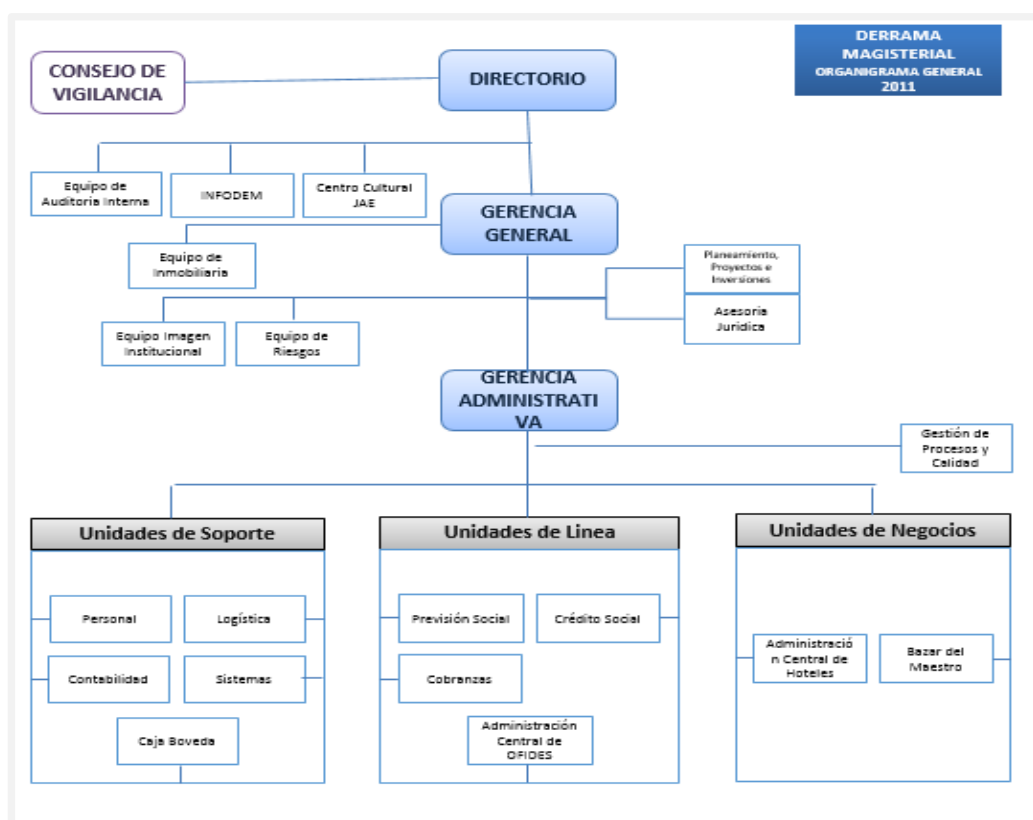 DERRAMA
MAGISTERIAL
ORGANIGRAMA GENERAL
2011
CONSEJO DE
VIGILANCIA
DIRECTORIO
Equipo de
Auditoria Interna
INFODEM
Centro Cultural
JAE
GERENCIA
GENERAL
Equipo de
Inmobiliaria
Planeamiento,
Proyectos e
Inversiones
Asesoria
Juridica
Equipo Imagen
Institucional
Equipo de
Riesgos
GERENCIA
ADMINISTRATI
VA
Gestión de
Procesos y
Calidad
Unidades de Soporte
Personal
Logística
Contabilidad
Sistemas
Caja Boveda
Unidades de Linea
Previsión Social
Crédito Social
Cobranzas
Administración
Central de
OFIDES
Unidades de Negocios
Administració
n Central de
Hoteles
Bazar del
Maestro